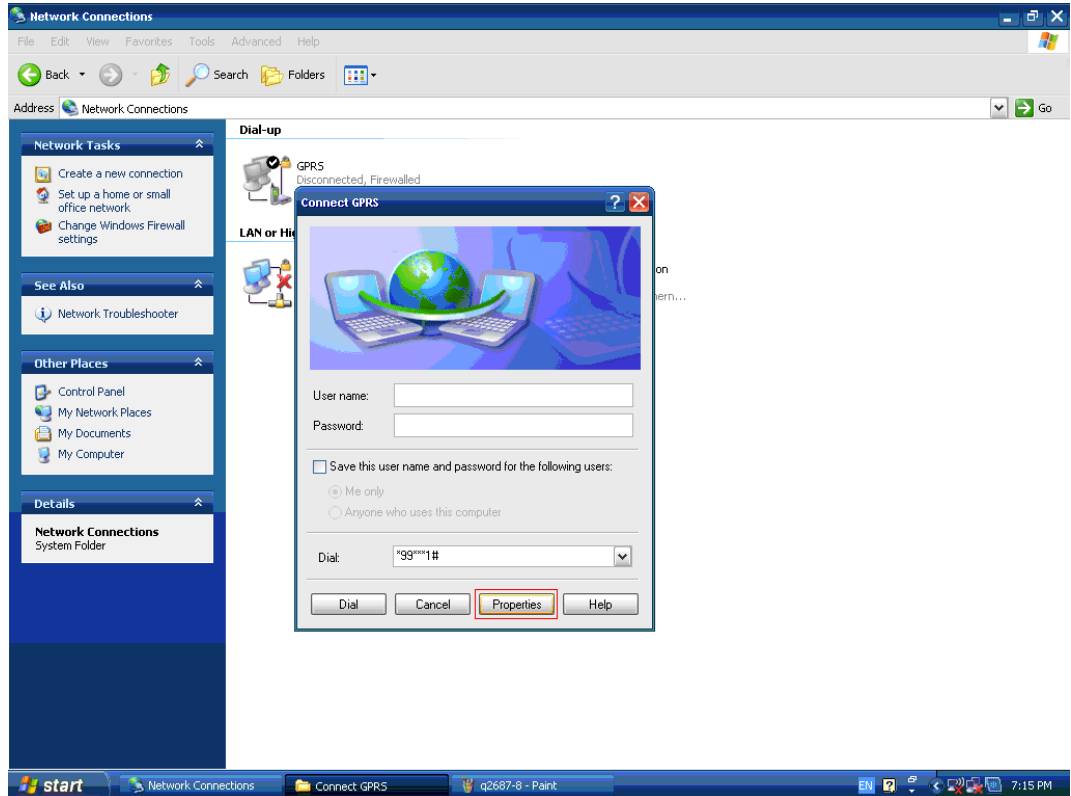 Network Connections
File Edit View Favorites Tools Advanced Help
Back Search Folders
Address Network Connections Go
Network Tasks
Create a new connection
Set up a home or small
office network
Change Windows Firewall
settings
See Also
Network Troubleshooter
Other Places
Control Panel
My Network Places
My Documents
My Computer
Details
Network Connections
System Folder
Dial-up
GPRS
Disconnected, Firewalled
LAN or Hi
on
ern...
Connect GPRS
User name:
Password:
Save this user name and password for the following users:
Me only
Anyone who uses this computer
Dial: *99***1#
Dial Cancel Properties Help
start Network Connections Connect GPRS q2687-8 - Paint EN 7:15 PM